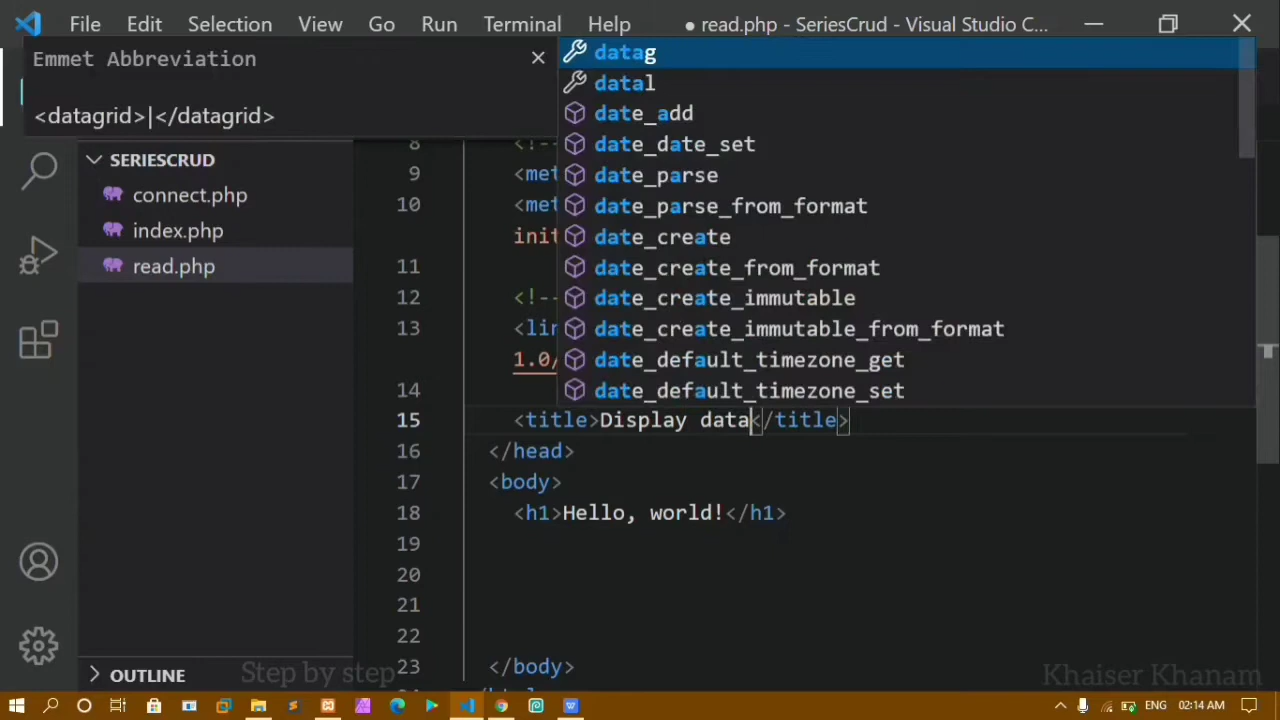 File Edit Selection View Go Run Terminal Help ● read.php - SeriesCrud - Visual Studio C...
Emmet Abbreviation
<datagrid>|</datagrid>
datag
datal
date_add
date_date_set
date_parse
date_parse_from_format
date_create
date_create_from_format
date_create_immutable
date_create_immutable_from_format
date_default_timezone_get
date_default_timezone_set
SERIESCRUD
connect.php
index.php
read.php
OUTLINE
8 <!--
9 <met
10 <met
init
11
12 <!--
13 <lin
1.0/
14
15 <title>Display data</title>
16 </head>
17 <body>
18 <h1>Hello, world!</h1>
19
20
21
22
23 </body>
Step by step
Khaiser Khanam
ENG 02:14 AM